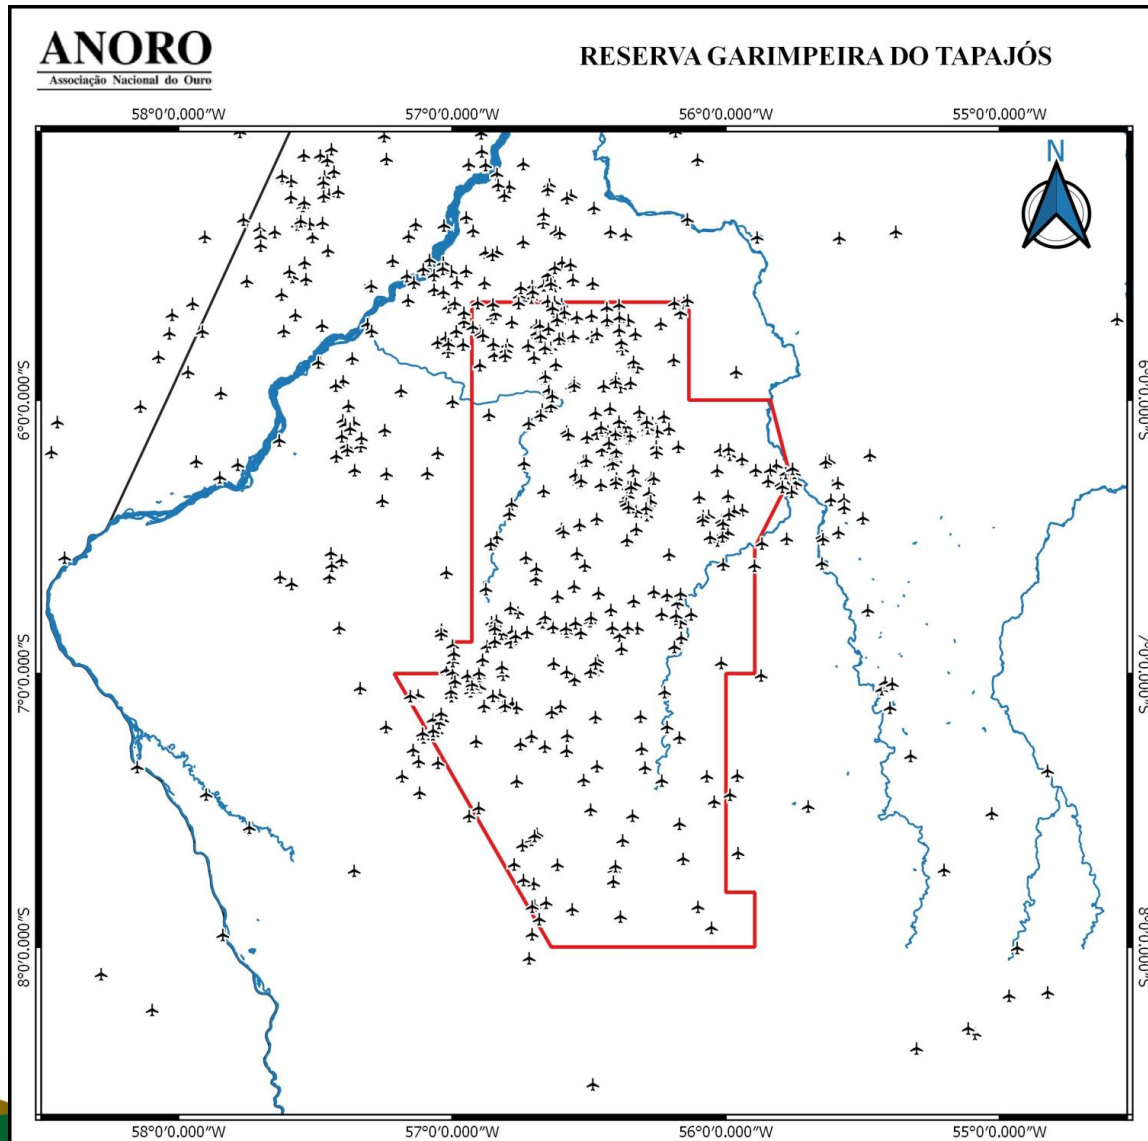 ANORO
Associação Nacional do Ouro
RESERVA GARIMPEIRA DO TAPAJÓS
58°0'0.000"W 57°0'0.000"W 56°0'0.000"W 55°0'0.000"W
N
6°0'0.000"S 6°0'0.000"S
7°0'0.000"S 7°0'0.000"S
8°0'0.000"S 8°0'0.000"S
58°0'0.000"W 57°0'0.000"W 56°0'0.000"W 55°0'0.000"W